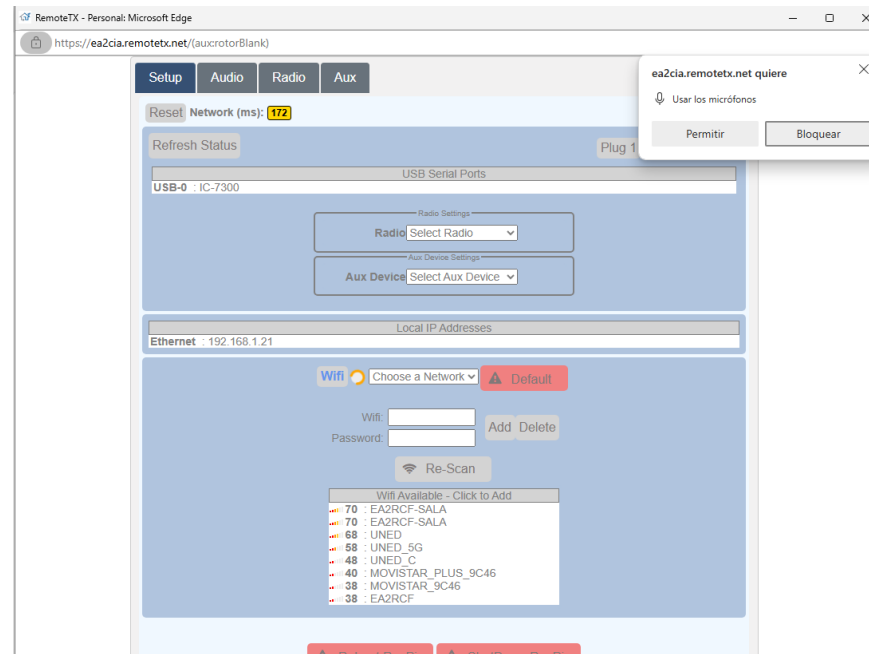 RemoteTX - Personal: Microsoft Edge
https://ea2cia.remotetx.net/(aux:rotorBlank)
ea2cia.remotetx.net quiere
Usar los micrófonos
Permitir Bloquear
Setup Audio Radio Aux
Reset Network (ms): 172
Refresh Status
Plug 1
USB Serial Ports
USB-0 : IC-7300
Radio Settings
Radio Select Radio
Aux Device Settings
Aux Device Select Aux Device
Local IP Addresses
Ethernet : 192.168.1.21
Wifi Choose a Network Default
Wifi:
Password:
Add Delete
Re-Scan
Wifi Available - Click to Add
70 : EA2RCF-SALA
70 : EA2RCF-SALA
68 : UNED
58 : UNED_5G
48 : UNED_C
40 : MOVISTAR_PLUS_9C46
38 : MOVISTAR_9C46
38 : EA2RCF